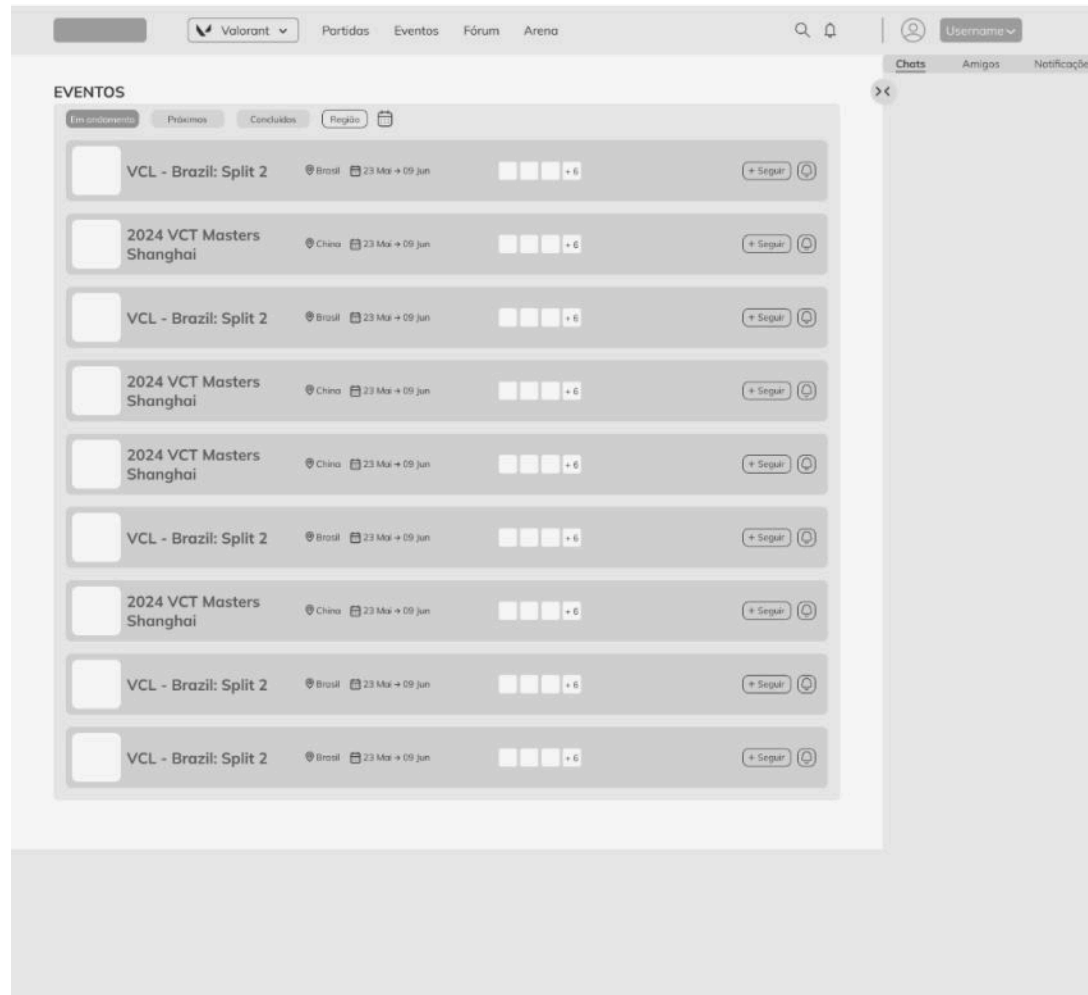 Valorant Partidas Eventos Fórum Arena Username
Chats Amigos Notificaçõe
EVENTOS
Em andamento Próximos Concluídos Região
VCL - Brazil: Split 2 Brasil 23 Mai → 09 Jun + 6 + Seguir
2024 VCT Masters
Shanghai China 23 Mai → 09 Jun + 6 + Seguir
VCL - Brazil: Split 2 Brasil 23 Mai → 09 Jun + 6 + Seguir
2024 VCT Masters
Shanghai China 23 Mai → 09 Jun + 6 + Seguir
2024 VCT Masters
Shanghai China 23 Mai → 09 Jun + 6 + Seguir
VCL - Brazil: Split 2 Brasil 23 Mai → 09 Jun + 6 + Seguir
2024 VCT Masters
Shanghai China 23 Mai → 09 Jun + 6 + Seguir
VCL - Brazil: Split 2 Brasil 23 Mai → 09 Jun + 6 + Seguir
VCL - Brazil: Split 2 Brasil 23 Mai → 09 Jun + 6 + Seguir